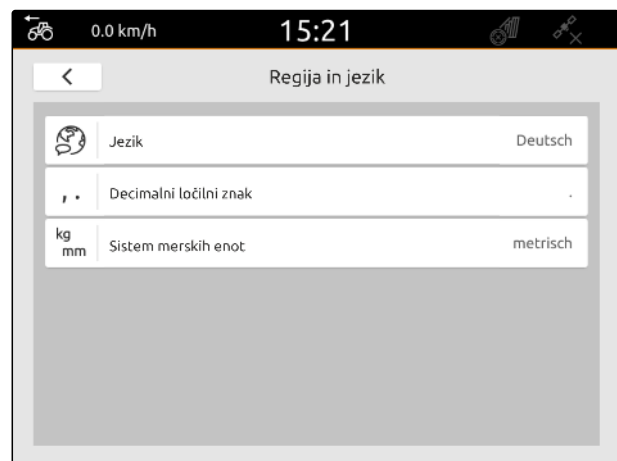 0.0 km/h 15:21
Regija in jezik
Jezik Deutsch
, . Decimalni ločilni znak .
kg
mm Sistem merskih enot metrisch